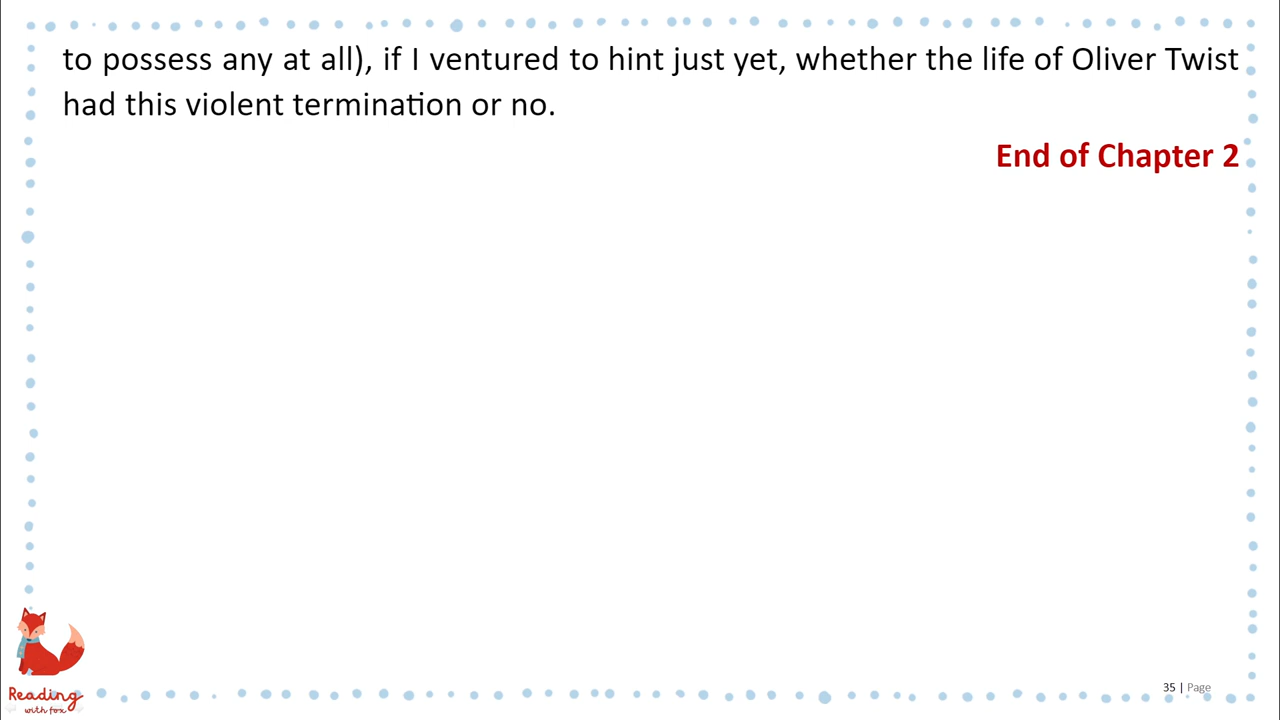 to possess any at all), if I ventured to hint just yet, whether the life of Oliver Twist
had this violent termination or no.
End of Chapter 2
Reading
with fox
35 | Page